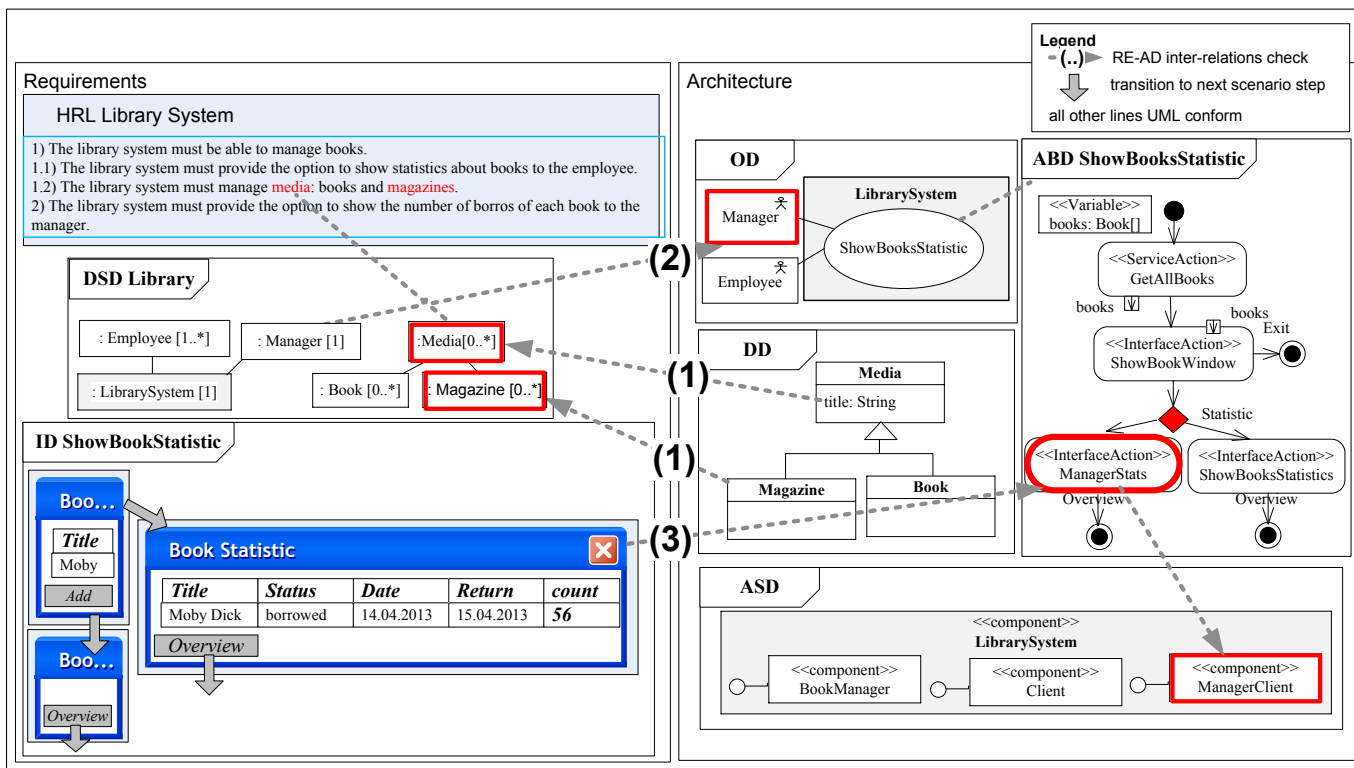 Legend
(..) RE-AD inter-relations check
transition to next scenario step
all other lines UML conform
Requirements
HRL Library System
1) The library system must be able to manage books.
1.1) The library system must provide the option to show statistics about books to the employee.
1.2) The library system must manage media: books and magazines.
2) The library system must provide the option to show the number of borros of each book to the
manager.
DSD Library
: Employee [1..*]
: Manager [1]
:Media[0..*]
: LibrarySystem [1]
: Book [0..*]
: Magazine [0..*]
ID ShowBookStatistic
Boo...
Title
Moby
Add
Boo...
Overview
Book Statistic
Title Status Date Return count
Moby Dick borrowed 14.04.2013 15.04.2013 56
Overview
(2)
(1)
(1)
(3)
Architecture
OD
Manager
Employee
LibrarySystem
ShowBooksStatistic
DD
Media
title: String
Magazine
Book
ABD ShowBooksStatistic
<<Variable>>
books: Book[]
<<ServiceAction>>
GetAllBooks
books
books
Exit
<<InterfaceAction>>
ShowBookWindow
Statistic
<<InterfaceAction>>
ManagerStats
Overview
<<InterfaceAction>>
ShowBooksStatistics
Overview
ASD
<<component>>
LibrarySystem
<<component>>
BookManager
<<component>>
Client
<<component>>
ManagerClient